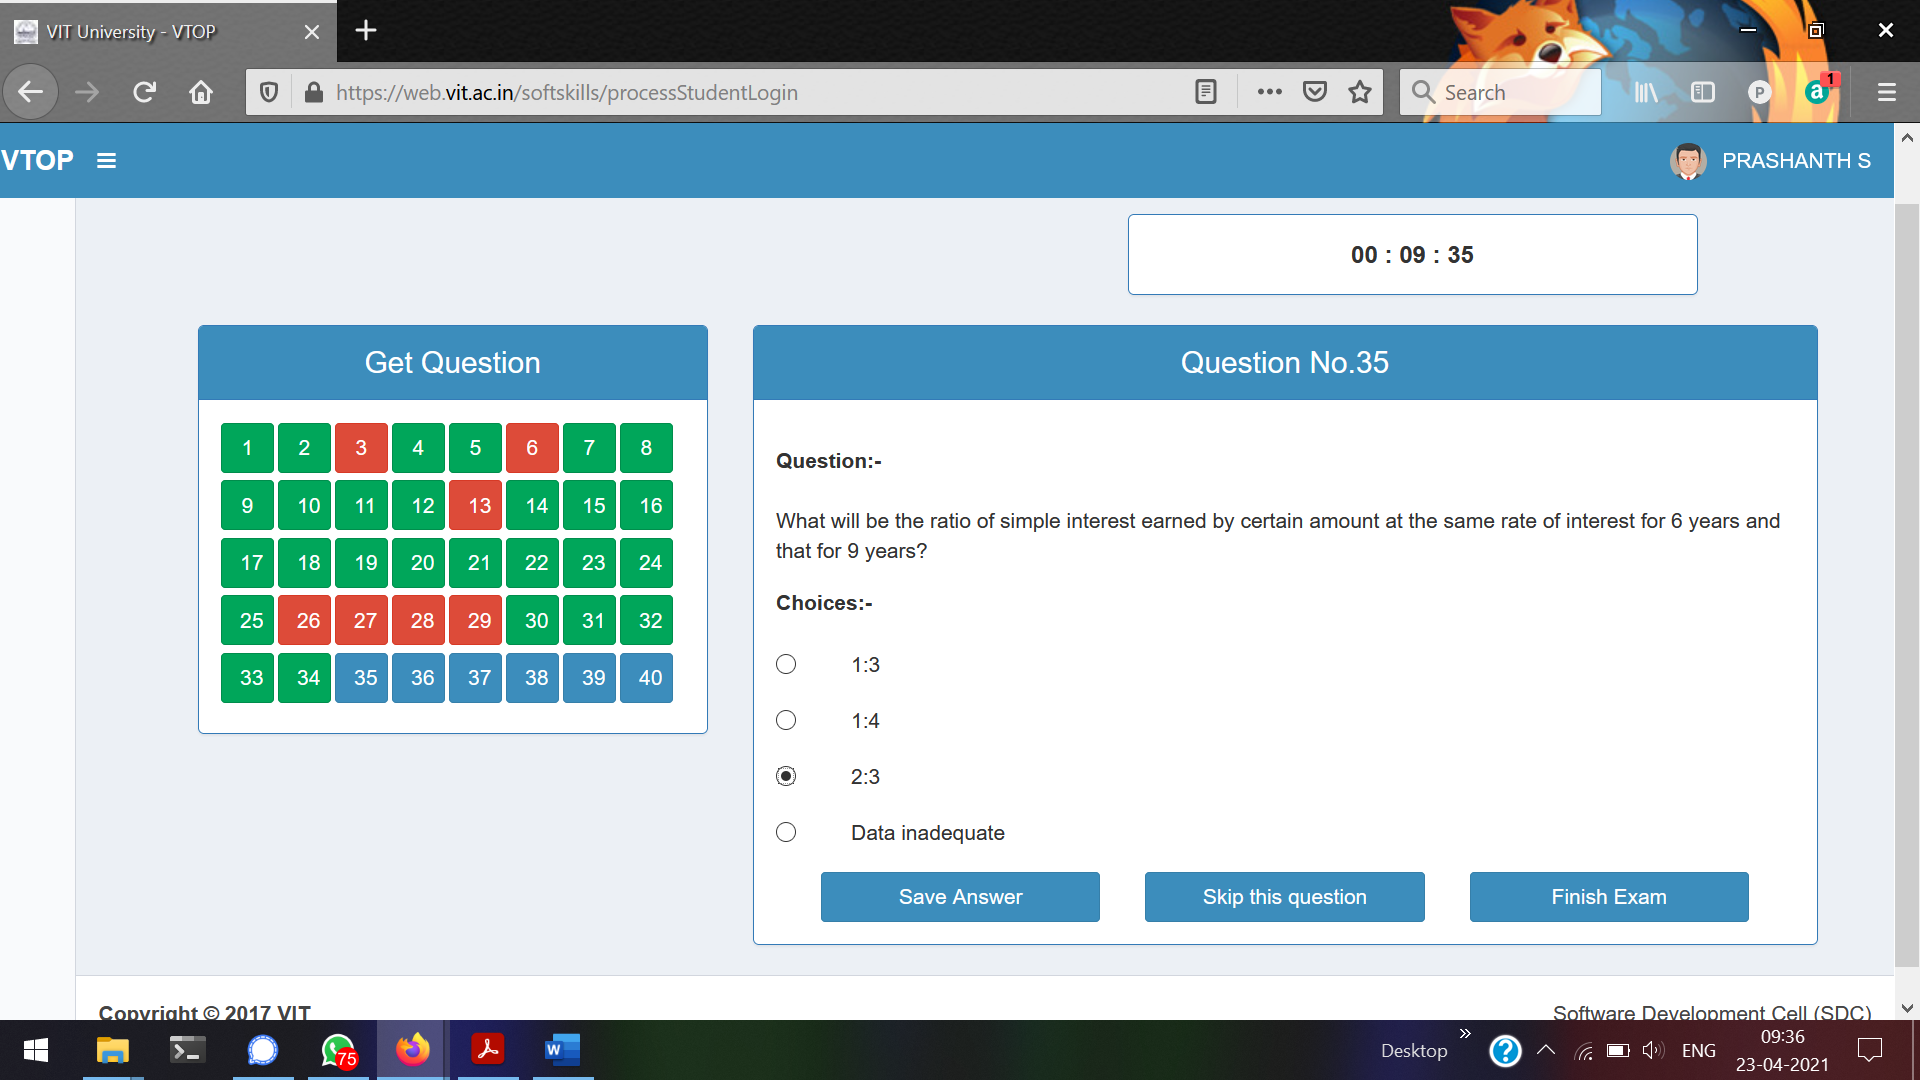 VIT University - VTOP
https://web.vit.ac.in/softskills/processStudentLogin
Search
P
a
1
VTOP
PRASHANTH S
00 : 09 : 35
Get Question
1 2 3 4 5 6 7 8
9 10 11 12 13 14 15 16
17 18 19 20 21 22 23 24
25 26 27 28 29 30 31 32
33 34 35 36 37 38 39 40
Question No.35
Question:-
What will be the ratio of simple interest earned by certain amount at the same rate of interest for 6 years and
that for 9 years?
Choices:-
1:3
1:4
2:3
Data inadequate
Save Answer
Skip this question
Finish Exam
Copyright © 2017 VIT
Software Development Cell (SDC)
75
W
Desktop
ENG
09:36
23-04-2021